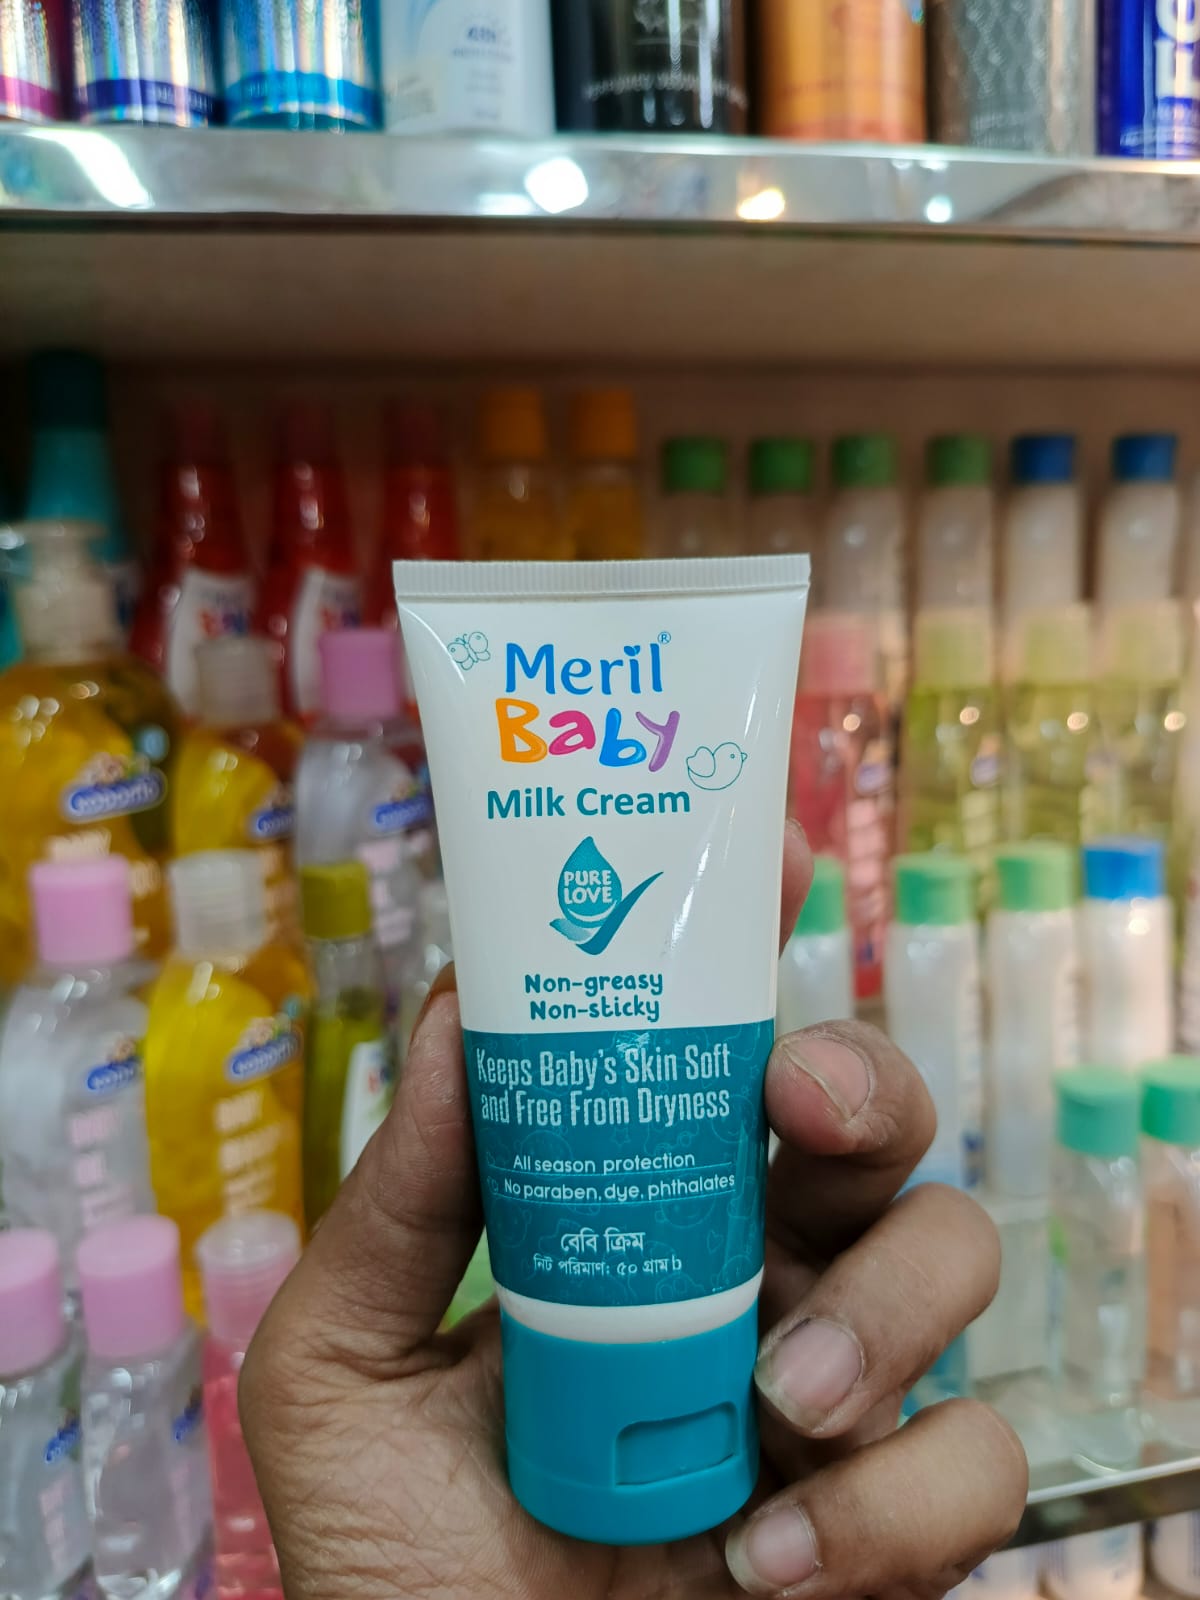 Meril®
Baby
Milk Cream
PURE
LOVE
Non-greasy
Non-sticky
Keeps Baby's Skin Soft
and Free From Dryness
All season protection
No paraben, dye, phthalates
বেবি ক্রিম
নিট পরিমাণ: ৫০ গ্রাম b
kodomo